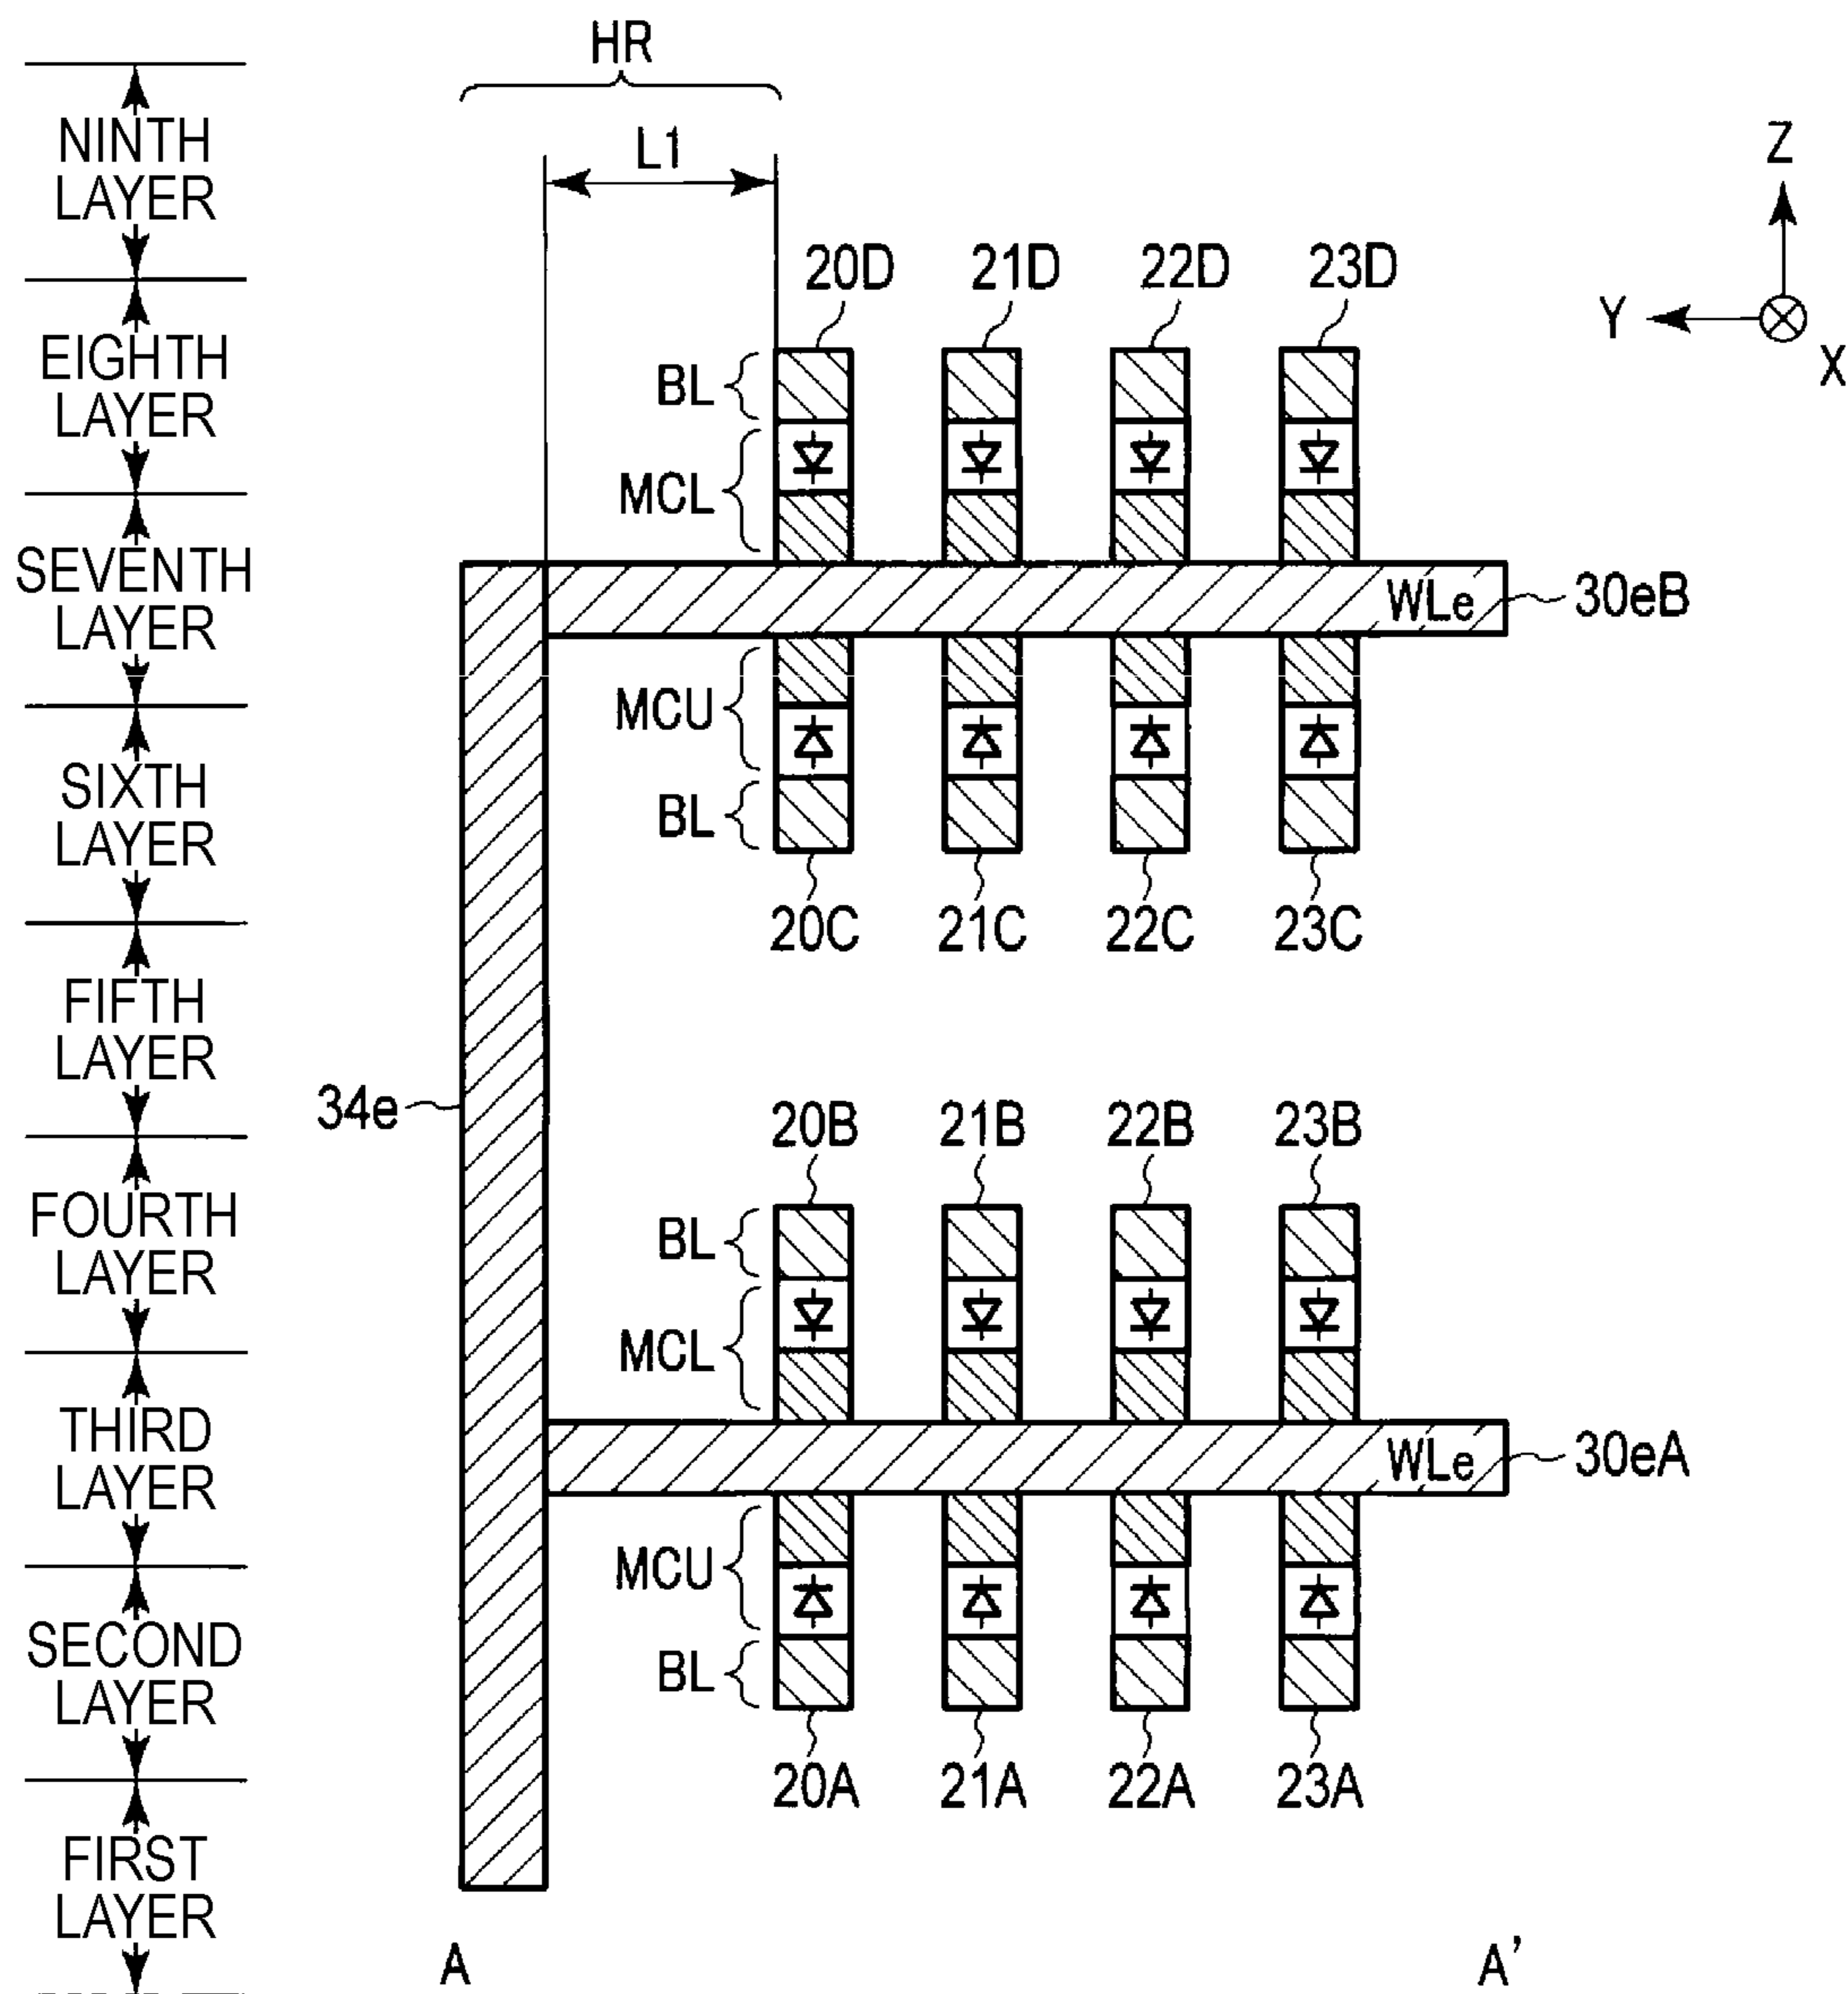 HR
NINTH
LAYER
L1
Z
Y
X
20D 21D 22D 23D
EIGHTH
LAYER
BL
MCL
SEVENTH
LAYER
WLe 30eB
MCU
SIXTH
LAYER
BL
20C 21C 22C 23C
FIFTH
LAYER
34e
20B 21B 22B 23B
FOURTH
LAYER
BL
MCL
THIRD
LAYER
WLe 30eA
MCU
SECOND
LAYER
BL
20A 21A 22A 23A
FIRST
LAYER
A A'